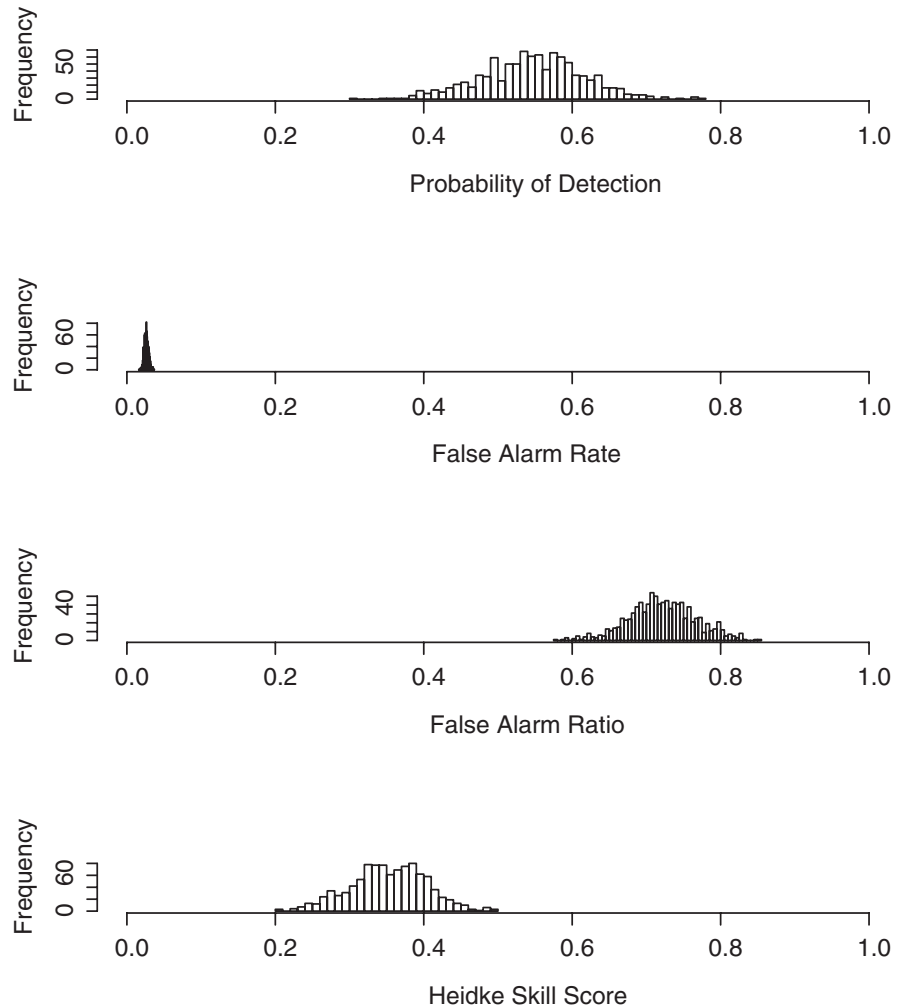 Frequency
0 50
0.0 0.2 0.4 0.6 0.8 1.0
Probability of Detection
Frequency
0 60
0.0 0.2 0.4 0.6 0.8 1.0
False Alarm Rate
Frequency
0 40
0.0 0.2 0.4 0.6 0.8 1.0
False Alarm Ratio
Frequency
0 60
0.0 0.2 0.4 0.6 0.8 1.0
Heidke Skill Score